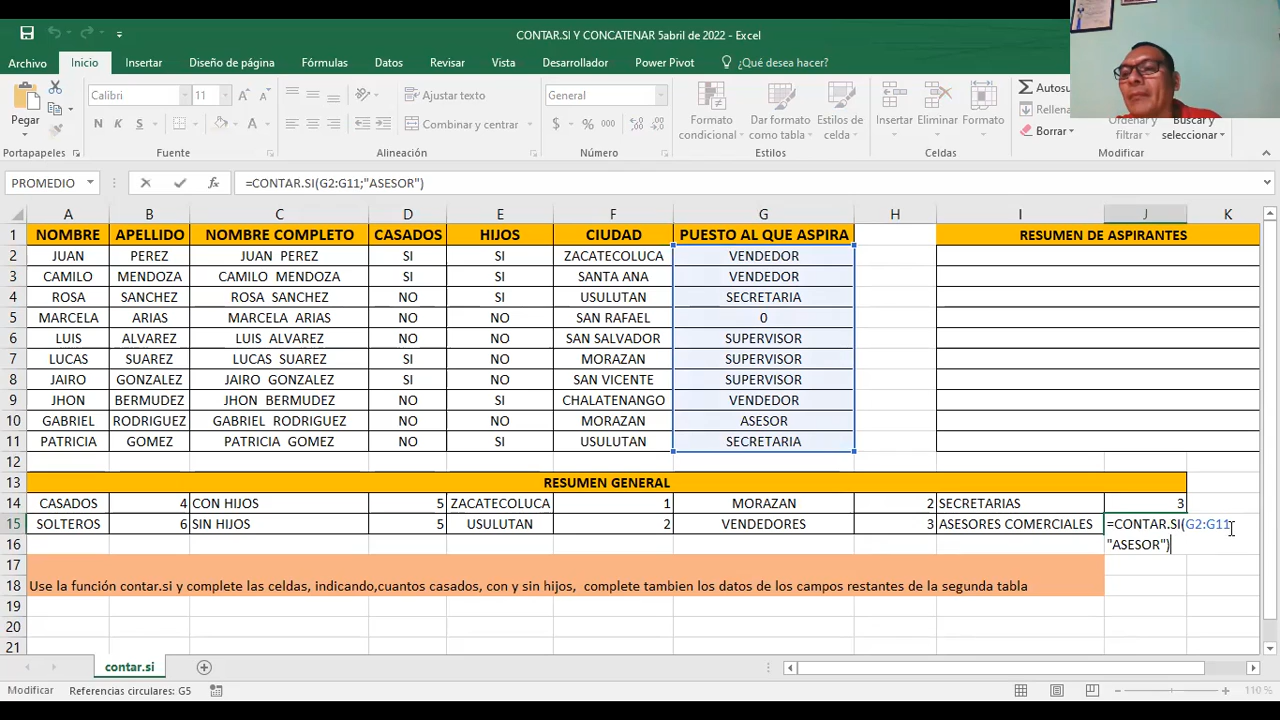 CONTAR.SI Y CONCATENAR 5abril de 2022 - Excel
Archivo Inicio Insertar Diseño de página Fórmulas Datos Revisar Vista Desarrollador Power Pivot ¿Qué desea hacer?
Pegar
Calibri 11
N K S
Ajustar texto
Combinar y centrar
General
$ % 000
Formato condicional
Dar formato como tabla
Estilos de celda
Insertar Eliminar Formato
Autosu
Rellena
Borrar
Ordenar y filtrar
Buscar y seleccionar
Portapapeles Fuente Alineación Número Estilos Celdas Modificar
PROMEDIO =CONTAR.SI(G2:G11;"ASESOR")
A B C D E F G H I J K
1 NOMBRE APELLIDO NOMBRE COMPLETO CASADOS HIJOS CIUDAD PUESTO AL QUE ASPIRA RESUMEN DE ASPIRANTES
2 JUAN PEREZ JUAN PEREZ SI SI ZACATECOLUCA VENDEDOR
3 CAMILO MENDOZA CAMILO MENDOZA SI NO SANTA ANA VENDEDOR
4 ROSA SANCHEZ ROSA SANCHEZ NO SI USULUTAN SECRETARIA
5 MARCELA ARIAS MARCELA ARIAS NO NO SAN RAFAEL 0
6 LUIS ALVAREZ LUIS ALVAREZ NO NO SAN SALVADOR SUPERVISOR
7 LUCAS SUAREZ LUCAS SUAREZ SI SI MORAZAN SUPERVISOR
8 JAIRO GONZALEZ JAIRO GONZALEZ SI NO SAN VICENTE SUPERVISOR
9 JHON BERMUDEZ JHON BERMUDEZ NO SI CHALATENANGO VENDEDOR
10 GABRIEL RODRIGUEZ GABRIEL RODRIGUEZ NO NO MORAZAN ASESOR
11 PATRICIA GOMEZ PATRICIA GOMEZ NO SI USULUTAN SECRETARIA
12
13 RESUMEN GENERAL
14 CASADOS 4 CON HIJOS 5 ZACATECOLUCA 1 MORAZAN 2 SECRETARIAS 3
15 SOLTEROS 6 SIN HIJOS 5 USULUTAN 2 VENDEDORES 3 ASESORES COMERCIALES =CONTAR.SI(G2:G11
16 "ASESOR")
17
18 Use la función contar.si y complete las celdas, indicando,cuantos casados, con y sin hijos, complete tambien los datos de los campos restantes de la segunda tabla
19
20
21
contar.si
Modificar Referencias circulares: G5 110 %